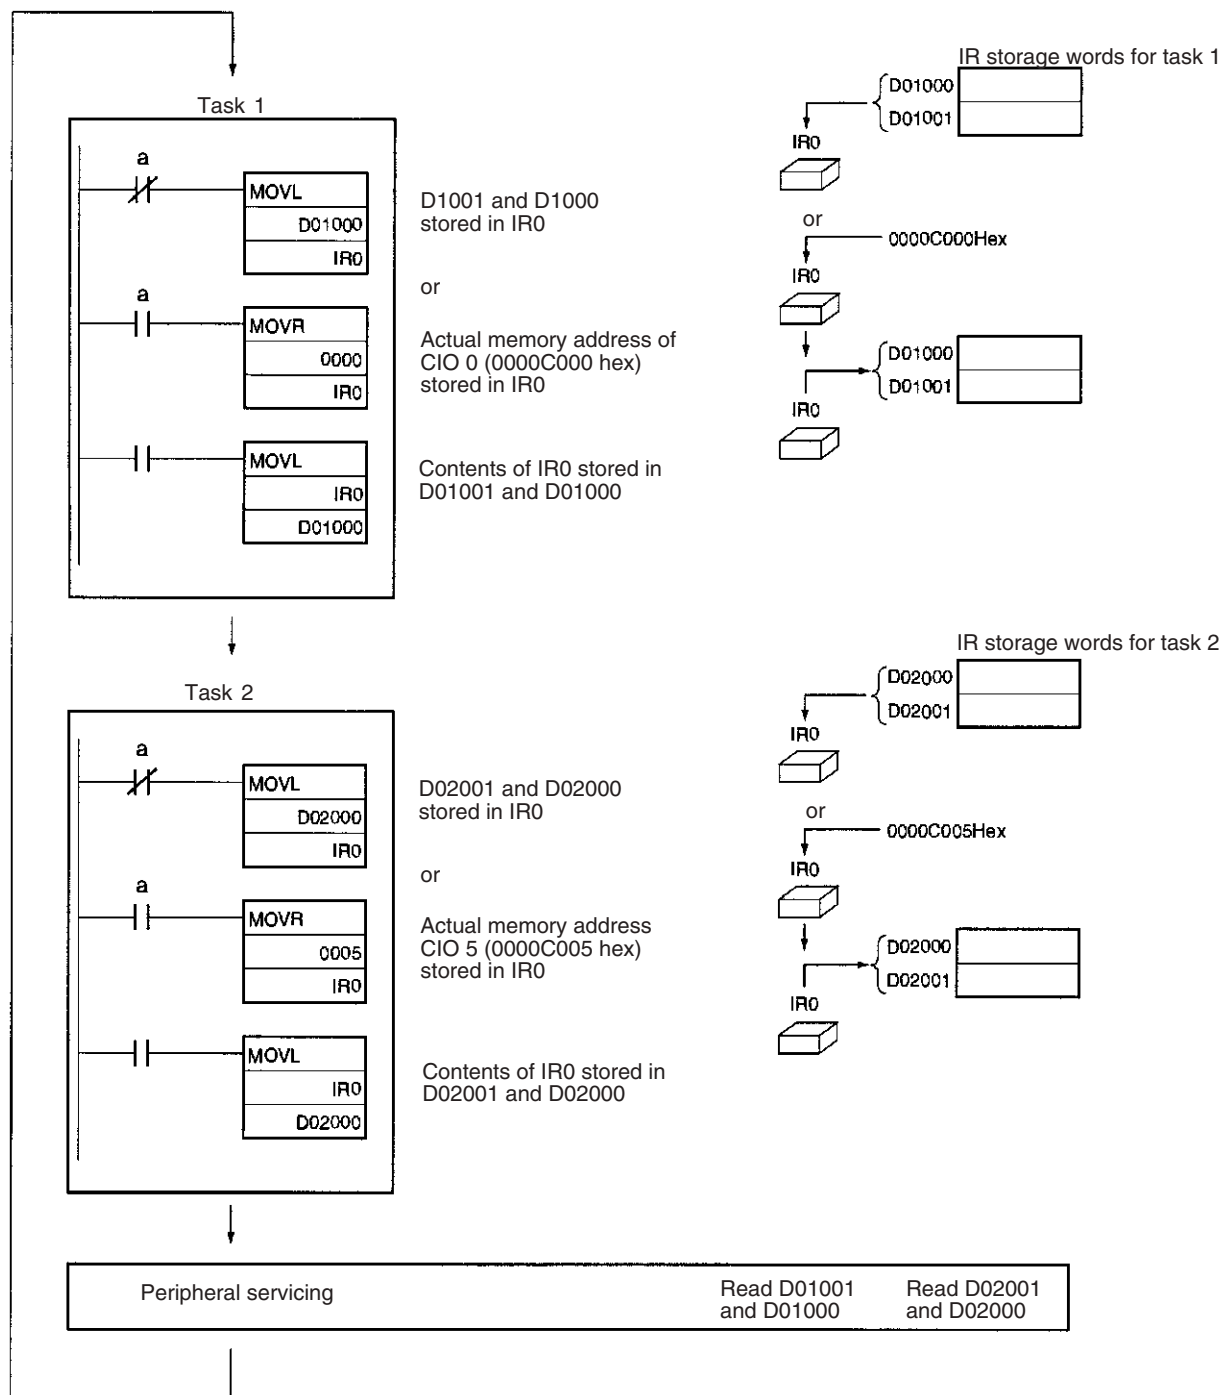 IR storage words for task 1
Task 1
D01000
D01001
IR0
a
MOVL
D01000
IR0
D1001 and D1000
stored in IR0
or
0000C000Hex
IR0
or
a
MOVR
0000
IR0
Actual memory address of
CIO 0 (0000C000 hex)
stored in IR0
D01000
D01001
IR0
MOVL
IR0
D01000
Contents of IR0 stored in
D01001 and D01000
IR storage words for task 2
Task 2
D02000
D02001
IR0
a
MOVL
D02000
IR0
D02001 and D02000
stored in IR0
or
0000C005Hex
IR0
or
a
MOVR
0005
IR0
Actual memory address
CIO 5 (0000C005 hex)
stored in IR0
D02000
D02001
IR0
MOVL
IR0
D02000
Contents of IR0 stored in
D02001 and D02000
Peripheral servicing
Read D01001
and D01000
Read D02001
and D02000